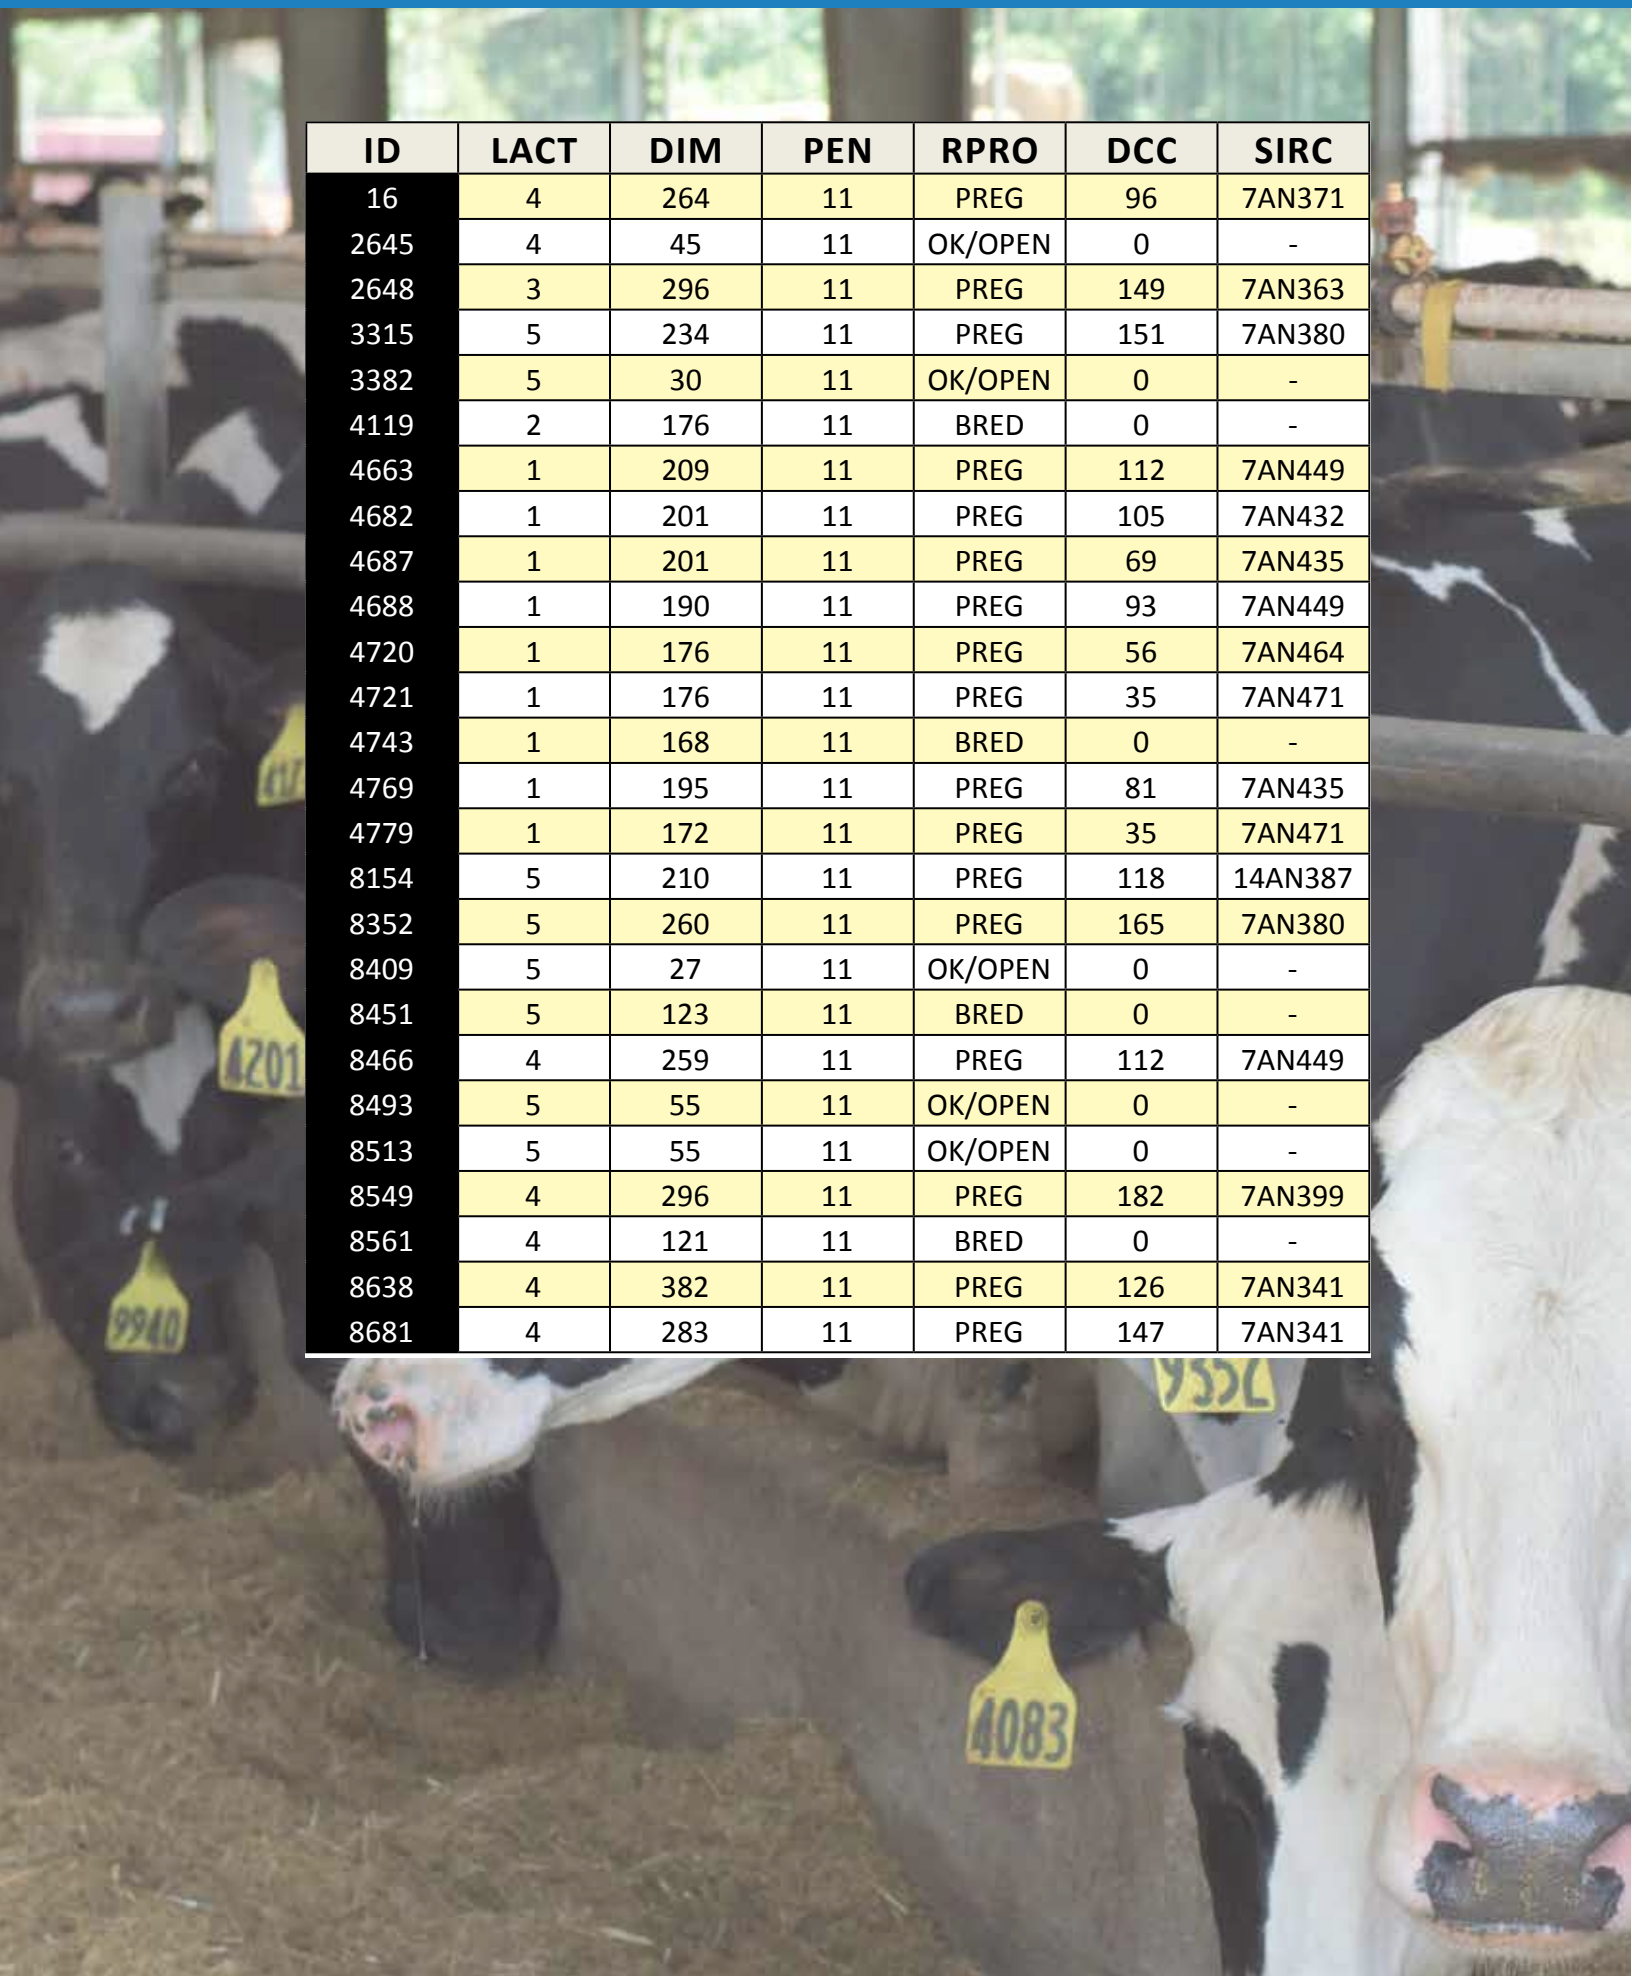 ID LACT DIM PEN RPRO DCC SIRC
16 4 264 11 PREG 96 7AN371
2645 4 45 11 OK/OPEN 0 -
2648 3 296 11 PREG 149 7AN363
3315 5 234 11 PREG 151 7AN380
3382 5 30 11 OK/OPEN 0 -
4119 2 176 11 BRED 0 -
4663 1 209 11 PREG 112 7AN449
4682 1 201 11 PREG 105 7AN432
4687 1 201 11 PREG 69 7AN435
4688 1 190 11 PREG 93 7AN449
4720 1 176 11 PREG 56 7AN464
4721 1 176 11 PREG 35 7AN471
4743 1 168 11 BRED 0 -
4769 1 195 11 PREG 81 7AN435
4779 1 172 11 PREG 35 7AN471
8154 5 210 11 PREG 118 14AN387
8352 5 260 11 PREG 165 7AN380
8409 5 27 11 OK/OPEN 0 -
8451 5 123 11 BRED 0 -
8466 4 259 11 PREG 112 7AN449
8493 5 55 11 OK/OPEN 0 -
8513 5 55 11 OK/OPEN 0 -
8549 4 296 11 PREG 182 7AN399
8561 4 121 11 BRED 0 -
8638 4 382 11 PREG 126 7AN341
8681 4 283 11 PREG 147 7AN341
4201
9940
4083